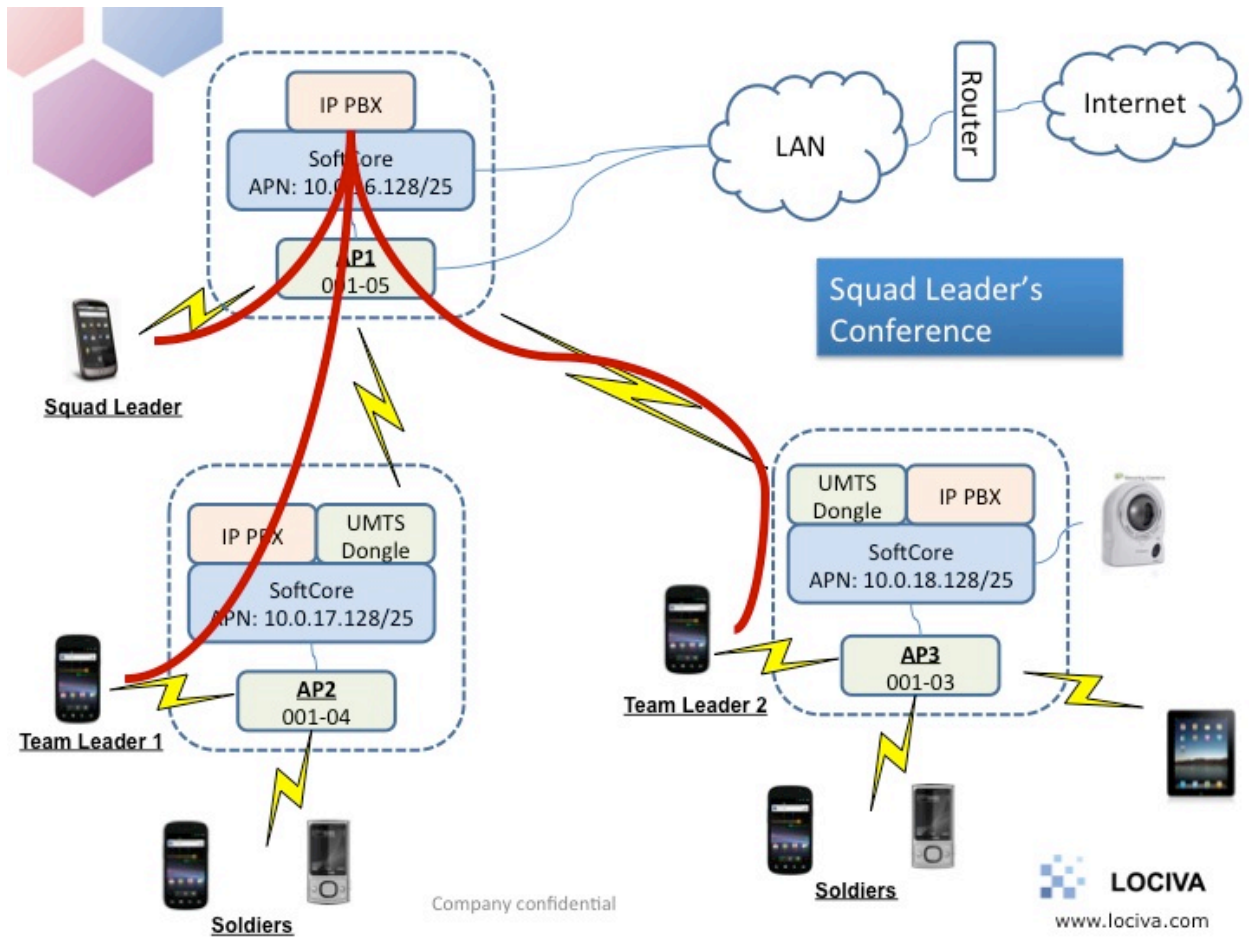 IP PBX
SoftCore
APN: 10.0.16.128/25
AP1
001-05
LAN
Router
Internet
Squad Leader's
Conference
Squad Leader
IP PBX
UMTS
Dongle
SoftCore
APN: 10.0.17.128/25
AP2
001-04
Team Leader 1
Soldiers
UMTS
Dongle
IP PBX
SoftCore
APN: 10.0.18.128/25
AP3
001-03
Team Leader 2
Soldiers
Company confidential
LOCIVA
www.lociva.com